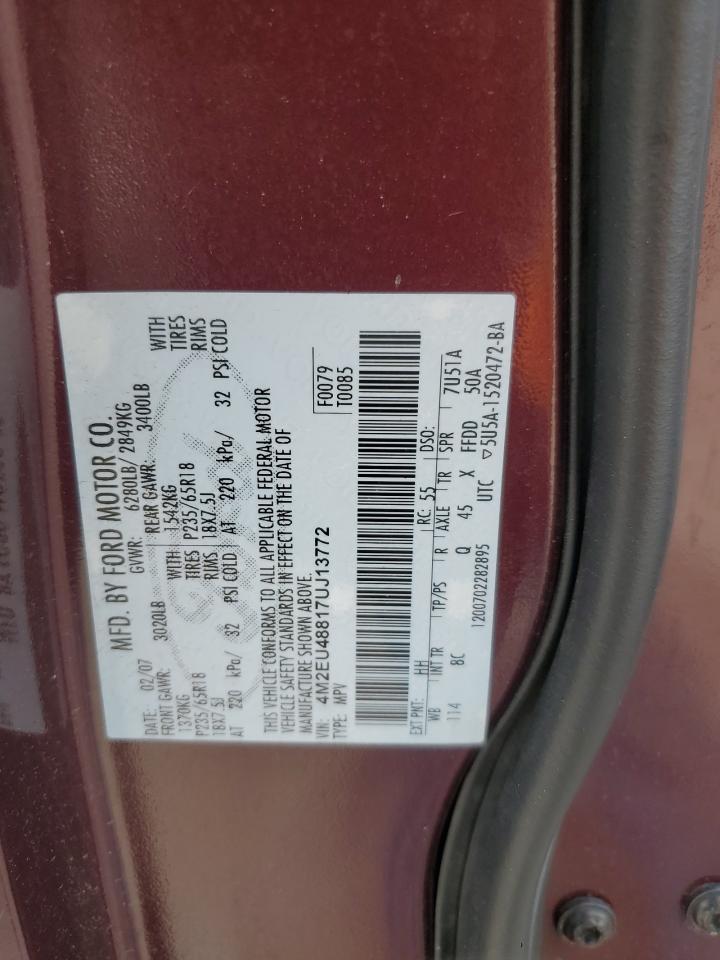 MFD. BY FORD MOTOR CO.
DATE: 02/07 GVWR: 6280LB/ 2849KG
FRONT GAWR: 3020LB REAR GAWR: 3400LB
1370KG WITH 1542KG WITH
P235/65R18 TIRES P235/65R18 TIRES
18X7.5J RIMS 18X7.5J RIMS
AT 220 kPa/ 32 PSI COLD AT 220 kPa/ 32 PSI COLD
THIS VEHICLE CONFORMS TO ALL APPLICABLE FEDERAL MOTOR
VEHICLE SAFETY STANDARDS IN EFFECT ON THE DATE OF
MANUFACTURE SHOWN ABOVE.
VIN: 4M2EU48817UJ13772 F0079
TYPE: MPV T0085
EXT PNT: HH RC: 55 DSO:
WB INT TR TP/PS R AXLE TR SPR 7U51A
114 8C Q 45 X FFDD 50A
1200702282895 UTC ▽5U5A-1520472-BA